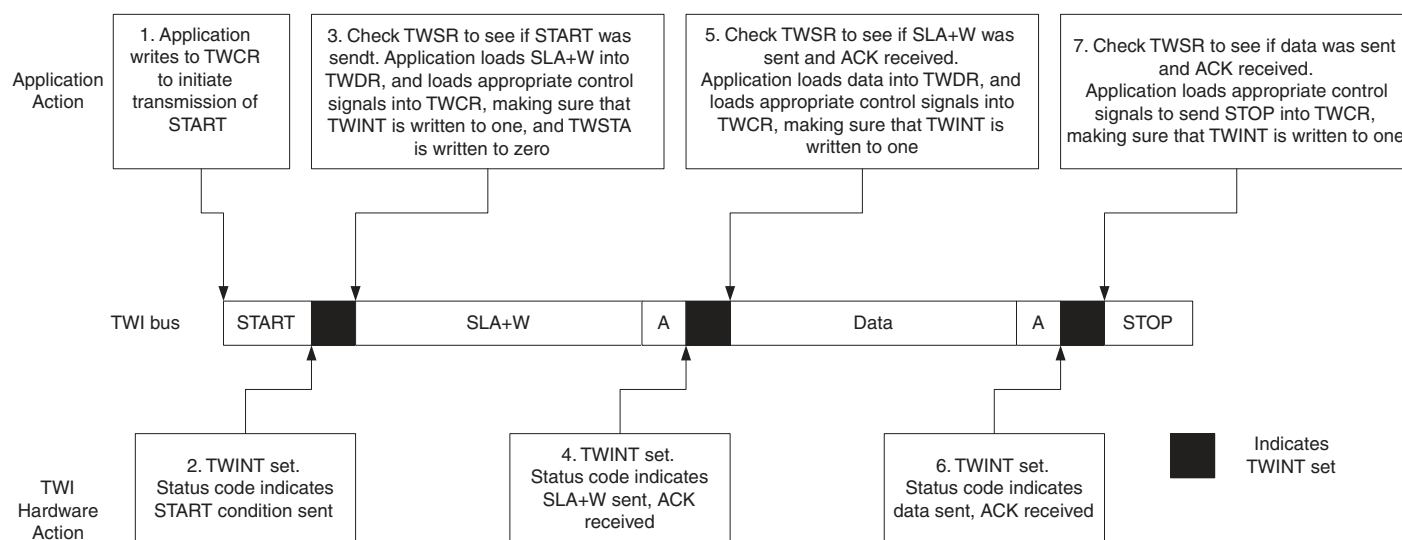 Application
Action
1. Application
writes to TWCR
to initiate
transmission of
START
3. Check TWSR to see if START was
sendt. Application loads SLA+W into
TWDR, and loads appropriate control
signals into TWCR, making sure that
TWINT is written to one, and TWSTA
is written to zero
5. Check TWSR to see if SLA+W was
sent and ACK received.
Application loads data into TWDR, and
loads appropriate control signals into
TWCR, making sure that TWINT is
written to one
7. Check TWSR to see if data was sent
and ACK received.
Application loads appropriate control
signals to send STOP into TWCR,
making sure that TWINT is written to one
TWI bus
START
SLA+W
A
Data
A
STOP
TWI
Hardware
Action
2. TWINT set.
Status code indicates
START condition sent
4. TWINT set.
Status code indicates
SLA+W sent, ACK
received
6. TWINT set.
Status code indicates
data sent, ACK received
Indicates
TWINT set